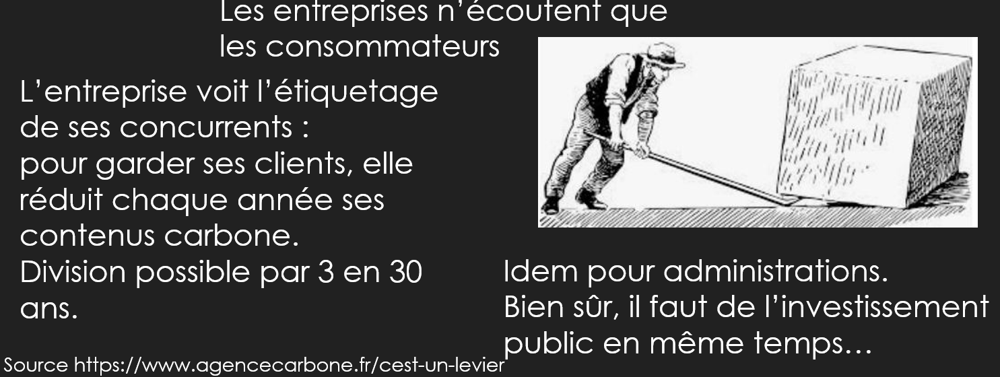 Les entreprises n’écoutent que
les consommateurs
L’entreprise voit l’étiquetage
de ses concurrents :
pour garder ses clients, elle
réduit chaque année ses
contenus carbone.
Division possible par 3 en 30
ans.
Idem pour administrations.
Bien sûr, il faut de l’investissement
public en même temps…
Source https://www.agencecarbone.fr/cest-un-levier